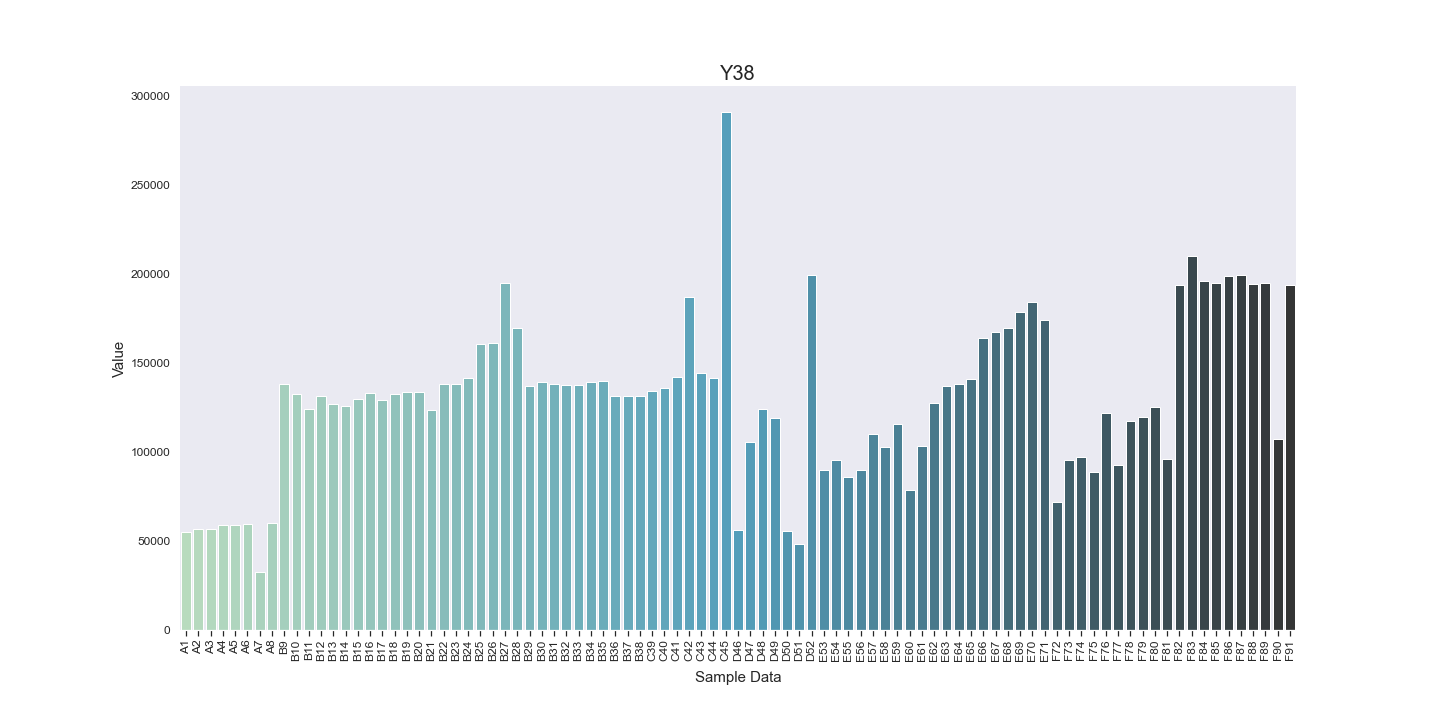 Y38
300000
250000
200000
150000
100000
50000
0
Value
A1 A2 A3 A4 A5 A6 A7 A8 B9 B10 B11 B12 B13 B14 B15 B16 B17 B18 B19 B20 B21 B22 B23 B24 B25 B26 B27 B28 B29 B30 B31 B32 B33 B34 B35 B36 B37 B38 C39 C40 C41 C42 C43 C44 C45 D46 D47 D48 D49 D50 D51 D52 E53 E54 E55 E56 E57 E58 E59 E60 E61 E62 E63 E64 E65 E66 E67 E68 E69 E70 E71 F72 F73 F74 F75 F76 F77 F78 F79 F80 F81 F82 F83 F84 F85 F86 F87 F88 F89 F90 F91
Sample Data